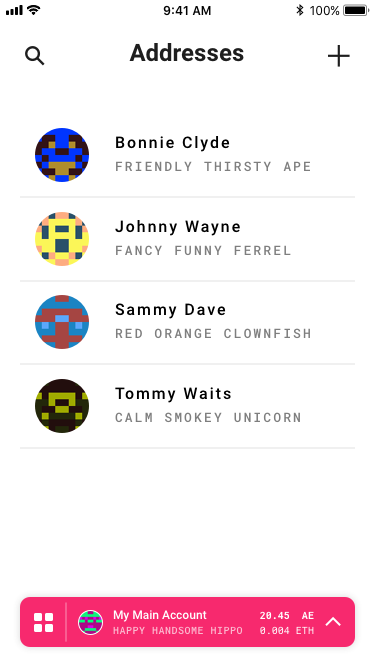 9:41 AM
100%
Addresses
Bonnie Clyde
FRIENDLY THIRSTY APE
Johnny Wayne
FANCY FUNNY FERREL
Sammy Dave
RED ORANGE CLOWNFISH
Tommy Waits
CALM SMOKEY UNICORN
My Main Account
HAPPY HANDSOME HIPPO
20.45 AE
0.004 ETH